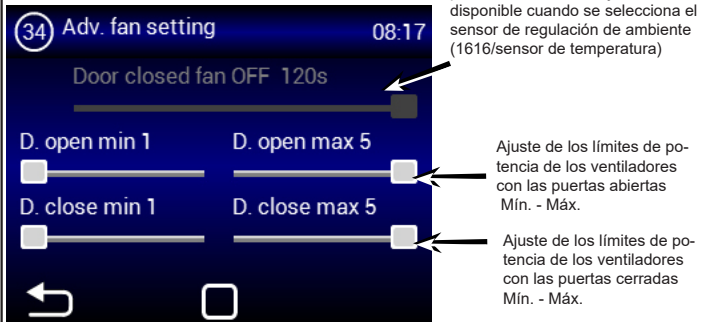 34 Adv. fan setting 08:17
Door closed fan OFF 120s
D. open min 1 D. open max 5
D. close min 1 D. close max 5
disponible cuando se selecciona el
sensor de regulación de ambiente
(1616/sensor de temperatura)
Ajuste de los límites de po-
tencia de los ventiladores
con las puertas abiertas
Mín. - Máx.
Ajuste de los límites de po-
tencia de los ventiladores
con las puertas cerradas
Mín. - Máx.